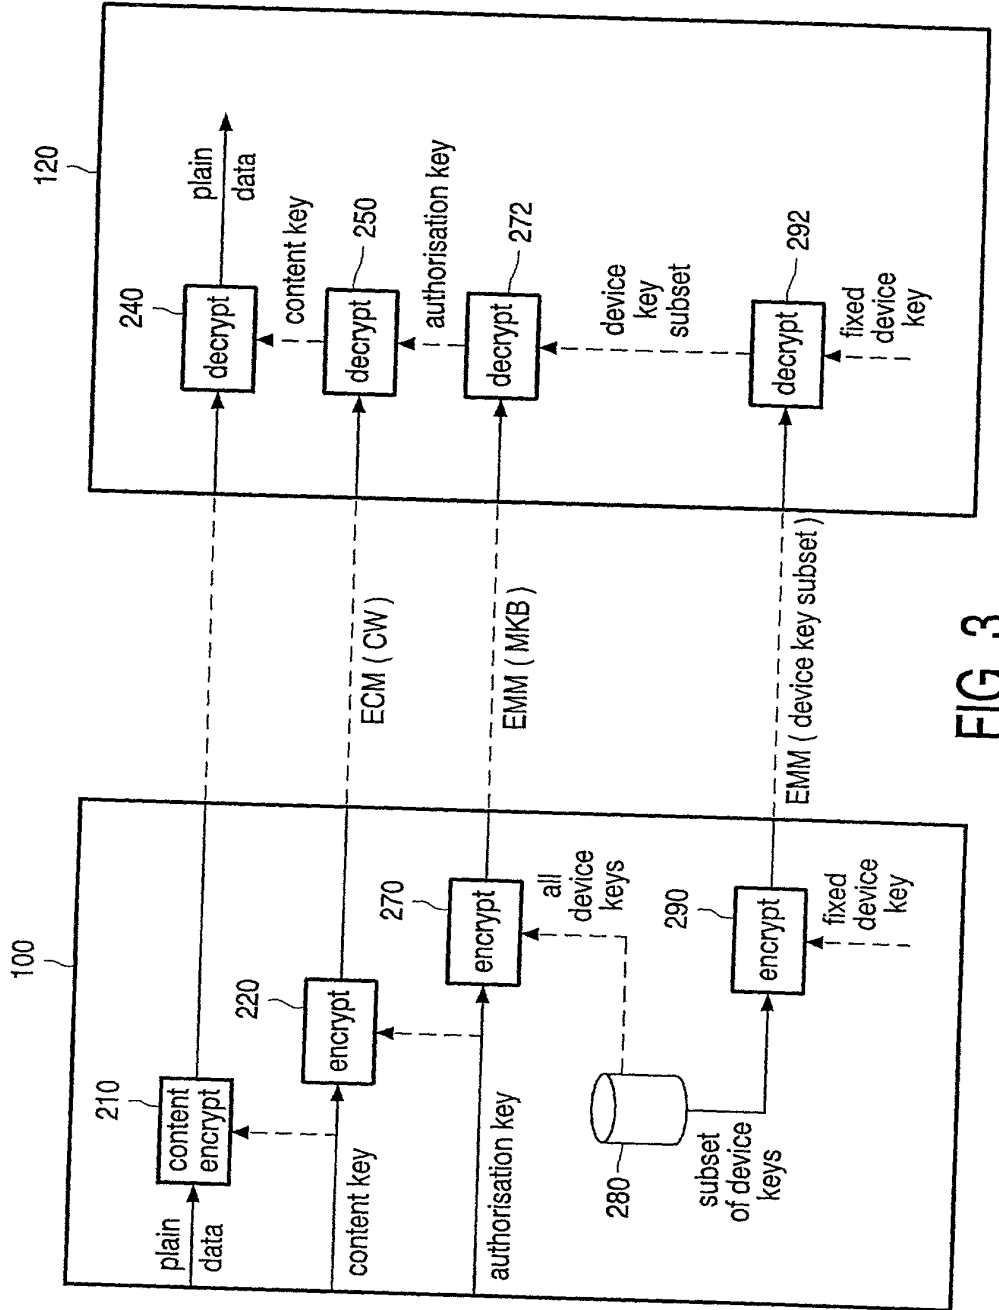 100
plain
data
210
content
encrypt
content key
220
encrypt
authorisation key
270
encrypt
all
device
keys
280
subset
of device
keys
290
encrypt
fixed
device
key
ECM ( CW )
EMM ( MKB )
EMM ( device key subset )
120
240
decrypt
plain
data
content key
250
decrypt
authorisation key
272
decrypt
device
key
subset
292
decrypt
fixed
device
key
FIG. 3